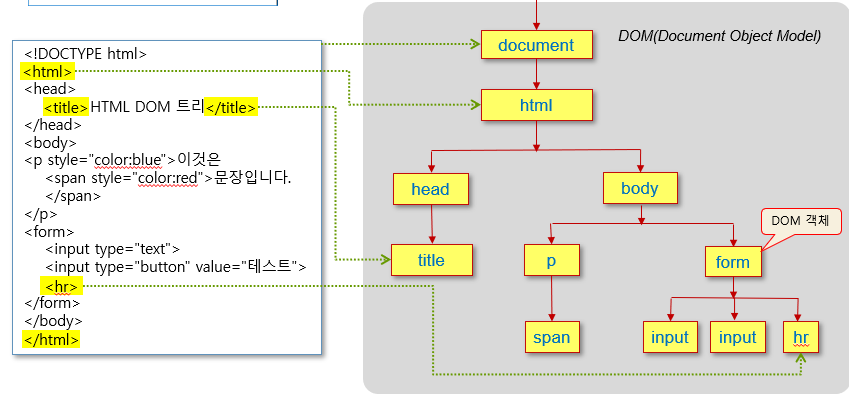 <!DOCTYPE html>
<html>
<head>
<title>HTML DOM 트리</title>
</head>
<body>
<p style="color:blue">이것은
<span style="color:red">문장입니다.
</span>
</p>
<form>
<input type="text">
<input type="button" value="테스트">
<hr>
</form>
</body>
</html>
DOM(Document Object Model)
document
html
head
body
DOM 객체
title
p
form
span
input
input
hr